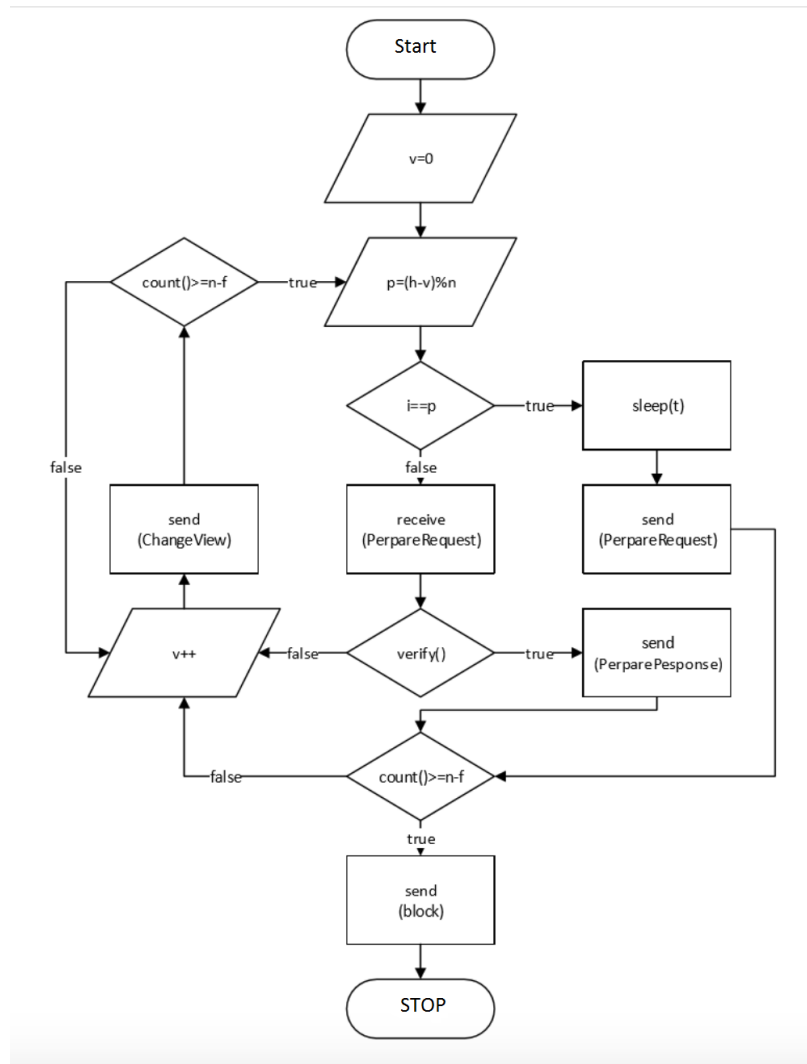 Start
v=0
count()>=n-f
true
p=(h-v)%n
i==p
true
sleep(t)
false
false
send
(ChangeView)
receive
(PerpareRequest)
send
(PerpareRequest)
v++
false
verify()
true
send
(PerparePesponse)
false
count()>=n-f
true
send
(block)
STOP